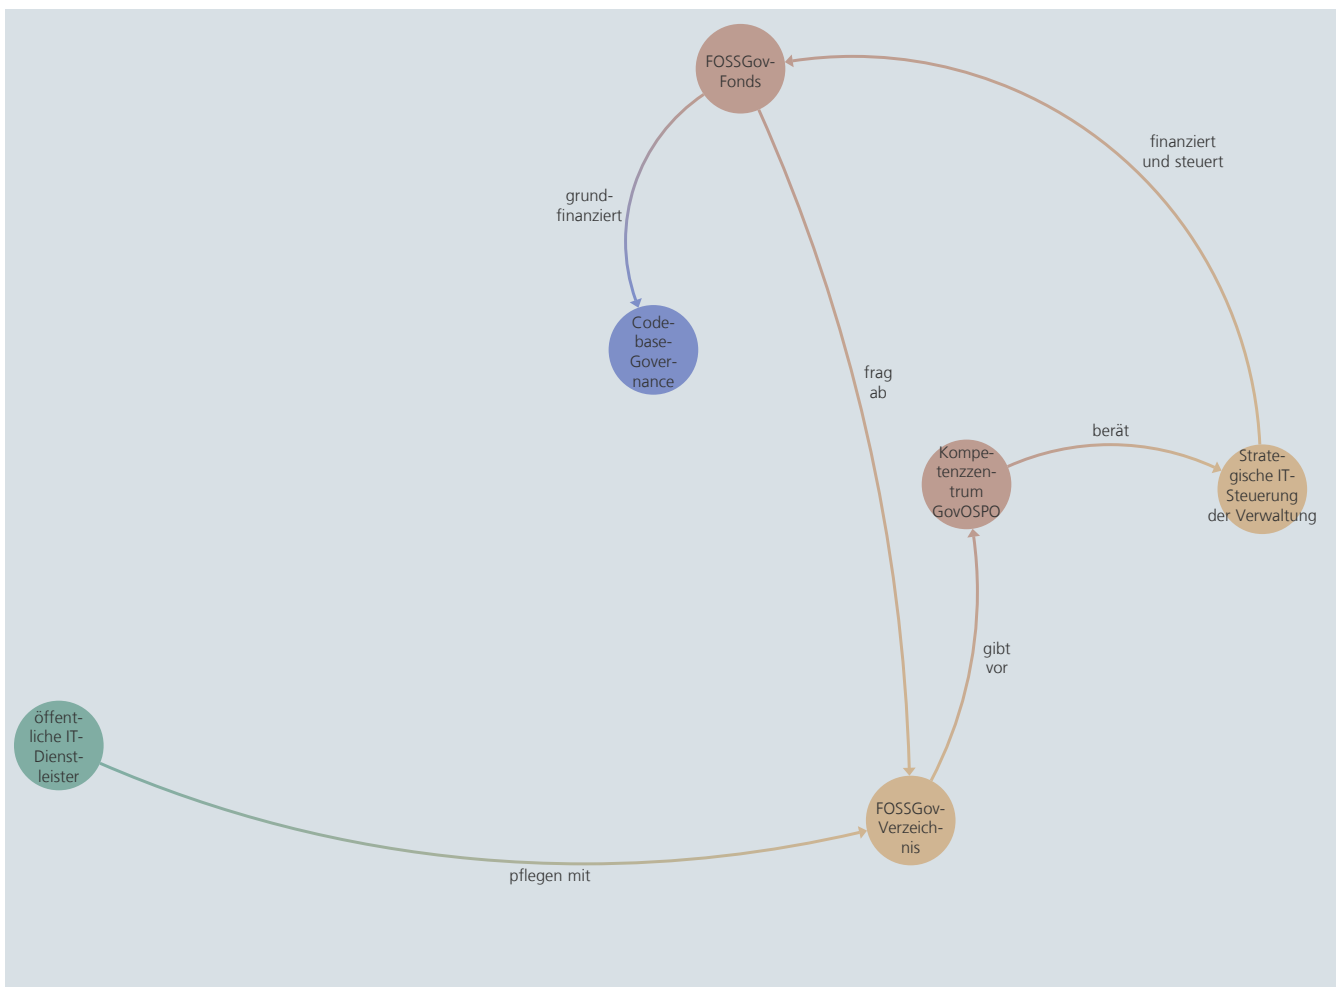 FOSSGov-
Fonds
finanziert
und steuert
grund-
finanziert
Code-
base-
Gover-
nance
frag
ab
berät
Kompe-
tenzzen-
trum
GovOSPO
Strate-
gische IT-
Steuerung
der Verwaltung
gibt
vor
öffent-
liche IT-
Dienst-
leister
FOSSGov-
Verzeich-
nis
pflegen mit